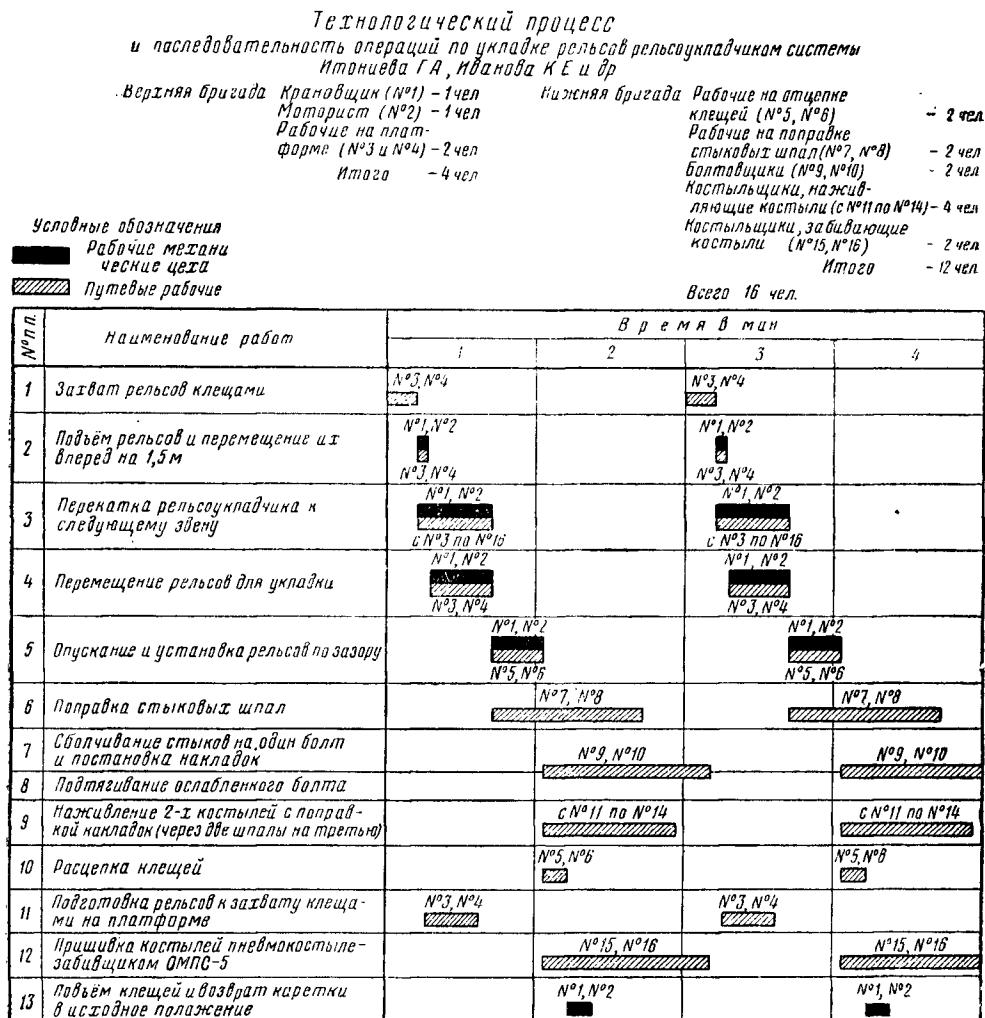 Технологический процесс
и последовательность операций по укладке рельсов рельсоукладчиком системы
Итониева Г А, Иванова К Е и др
Верхняя бригада Крановщик (№1) – 1 чел
Моторист (№2) – 1 чел
Рабочие на плат-
форме (№3 и №4) – 2 чел
Итого – 4 чел
Нижняя бригада Рабочие на отцепке
клещей (№5, №6) – 2 чел
Рабочие на поправке
стыковых шпал (№7, №8) – 2 чел
Болтовщики (№9, №10) – 2 чел
Костыльщики, нажив-
ляющие костыли (с №11 по №14) – 4 чел
Костыльщики, забивающие
костыли (№15, №16) – 2 чел
Итого – 12 чел
Всего 16 чел.
Условные обозначения
Рабочие механи
ческие цеха
Путевые рабочие
№ п п.
Наименование работ
Время в мин
1 2 3 4
1 Захват рельсов клещами
№3, №4 №3, №4
2 Подъём рельсов и перемещение их
вперед на 1,5 м
№1, №2 №1, №2
№3, №4 №3, №4
3 Перекатка рельсоукладчика к
следующему звену
№1, №2 №1, №2
с №3 по №16 с №3 по №16
4 Перемещение рельсов для укладки
№1, №2 №1, №2
№3, №4 №3, №4
5 Опускание и установка рельсов по зазору
№1, №2 №1, №2
№5, №6 №5, №6
6 Поправка стыковых шпал
№7, №8 №7, №8
7 Сболчивание стыков на один болт
и постановка накладок
№9, №10 №9, №10
8 Подтягивание ослабленного болта
9 Наживление 2-х костылей с поправ-
кой накладок (через две шпалы на третью)
с №11 по №14 с №11 по №14
10 Расцепка клещей
№5, №6 №5, №6
11 Подготовка рельсов к захвату клеща-
ми на платформе
№3, №4 №3, №4
12 Пришивка костылей пневмокостыле-
забивщиком ОМПС-5
№15, №16 №15, №16
13 Подъём клещей и возврат каретки
в исходное положение
№1, №2 №1, №2